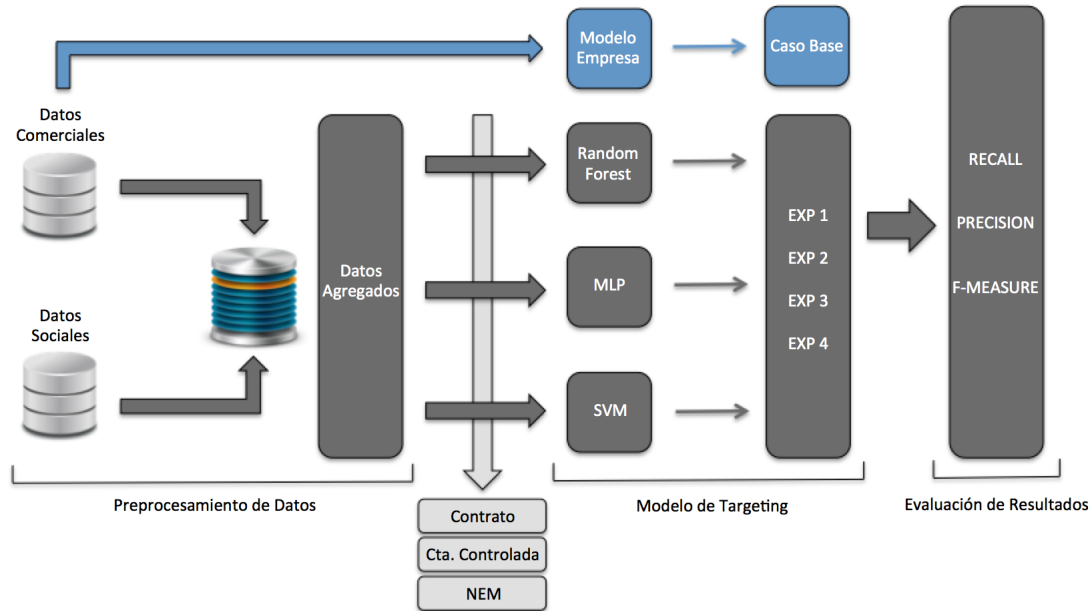 Modelo
Empresa
Caso Base
Datos
Comerciales
Datos
Sociales
Datos
Agregados
Random
Forest
MLP
SVM
EXP 1
EXP 2
EXP 3
EXP 4
RECALL
PRECISION
F-MEASURE
Preprocesamiento de Datos
Modelo de Targeting
Evaluación de Resultados
Contrato
Cta. Controlada
NEM